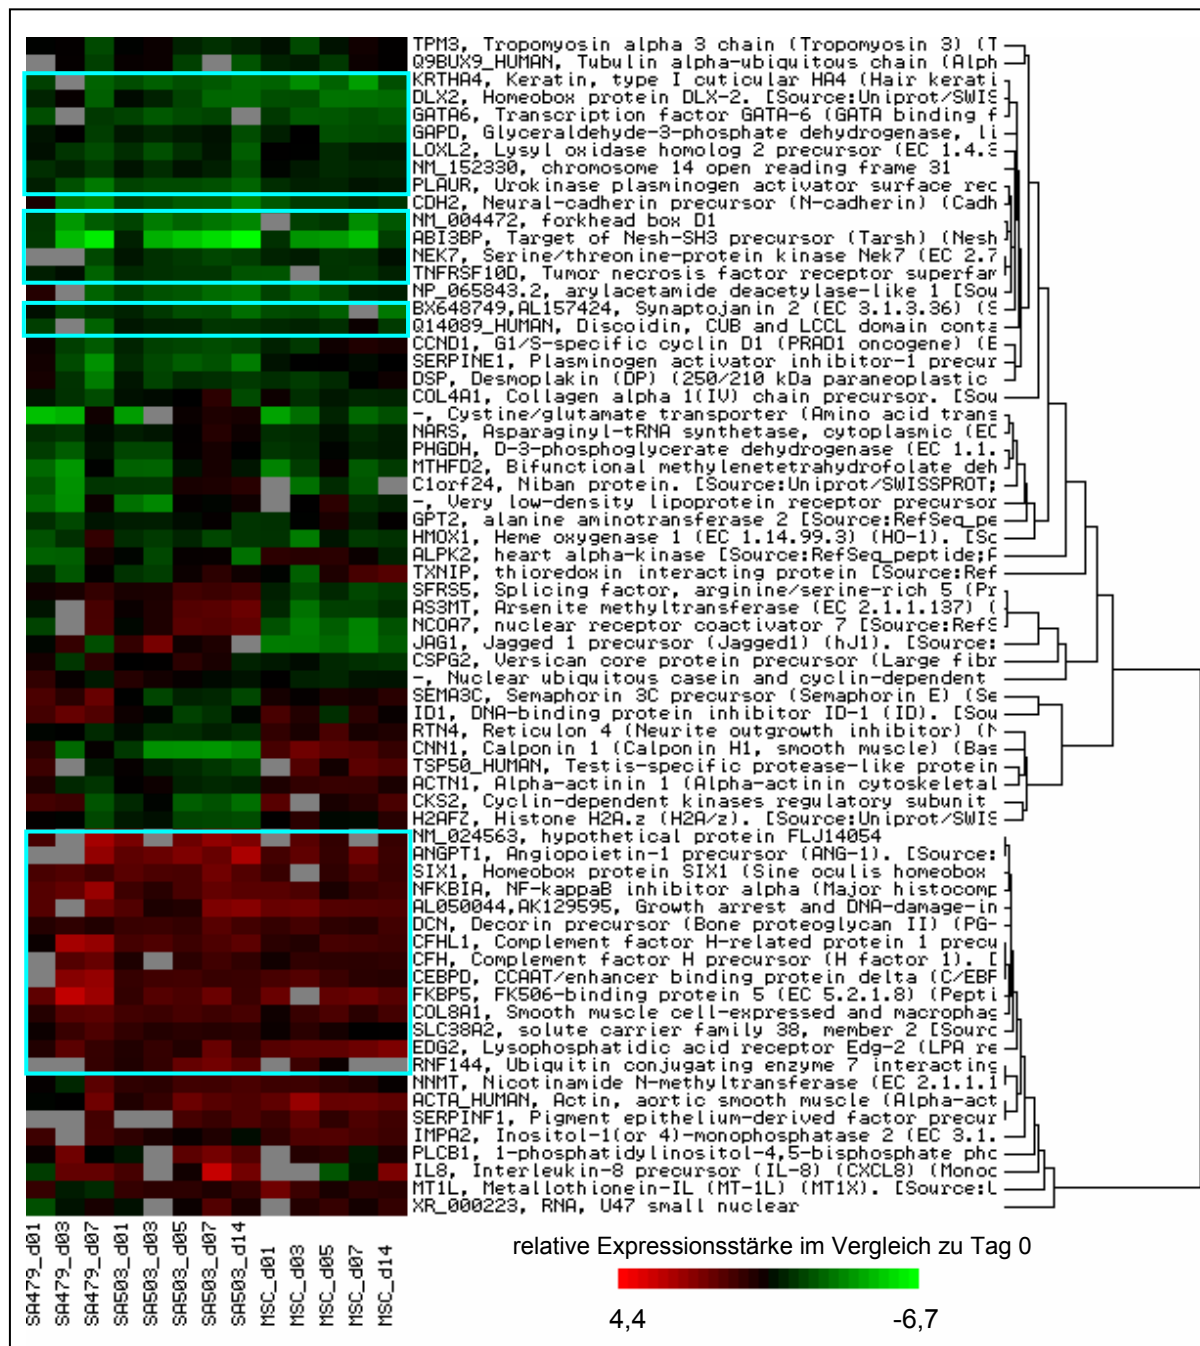 TPM3, Tropomyosin alpha 3 chain (Tropomyosin 3) (T
Q9BUX9_HUMAN, Tubulin alpha-ubiquitous chain (Alph
KRTHA4, Keratin, type I cuticular HA4 (Hair kerati
DLX2, Homeobox protein DLX-2. [Source:Uniprot/SWIS
GATA6, Transcription factor GATA-6 (GATA binding f
GAPD, Glyceraldehyde-3-phosphate dehydrogenase, li
LOXL2, Lysyl oxidase homolog 2 precursor (EC 1.4.3
NM_152330, chromosome 14 open reading frame 31
PLAUR, Urokinase plasminogen activator surface rec
CDH2, Neural-cadherin precursor (N-cadherin) (Cadh
NM_004472, forkhead box D1
ABI3BP, Target of Nesh-SH3 precursor (Tarsh) (Nesh
NEK7, Serine/threonine-protein kinase Nek7 (EC 2.7
TNFRSF10D, Tumor necrosis factor receptor superfam
NP_065843.2, arylacetamide deacetylase-like 1 [Sou
BX648749,AL157424, Synaptojanin 2 (EC 3.1.3.36) (S
Q14089_HUMAN, Discoidin, CUB and LCCL domain conta
CCND1, G1/S-specific cyclin D1 (PRAD1 oncogene) (B
SERPINE1, Plasminogen activator inhibitor-1 precur
DSP, Desmoplakin (DP) (250/210 kDa paraneoplastic
COL4A1, Collagen alpha 1(IV) chain precursor. [Sou
-, Cystine/glutamate transporter (Amino acid trans
NARS, Asparaginyl-tRNA synthetase, cytoplasmic (EC
PHGDH, D-3-phosphoglycerate dehydrogenase (EC 1.1.
MTHFD2, Bifunctional methylenetetrahydrofolate deh
C1orf24, Niban protein. [Source:Uniprot/SWISSPROT;
-, Very low-density lipoprotein receptor precursor
GPT2, alanine aminotransferase 2 [Source:RefSeq_pe
HMOX1, Heme oxygenase 1 (EC 1.14.99.3) (HO-1). [So
ALPK2, heart alpha-kinase [Source:RefSeq_peptide;A
TXNIP, thioredoxin interacting protein [Source:Ref
SFRS5, Splicing factor, arginine/serine-rich 5 (Pr
AS3MT, Arsenite methyltransferase (EC 2.1.1.137) (
NCOA7, nuclear receptor coactivator 7 [Source:RefS
JAG1, Jagged 1 precursor (Jagged1) (hJ1). [Source:
CSPG2, Versican core protein precursor (Large fibr
-, Nuclear ubiquitous casein and cyclin-dependent
SEMA3C, Semaphorin 3C precursor (Semaphorin E) (Se
ID1, DNA-binding protein inhibitor ID-1 (ID). [Sou
RTN4, Reticulon 4 (Neurite outgrowth inhibitor) (N
CNN1, Calponin 1 (Calponin H1, smooth muscle) (Bas
TSP50_HUMAN, Testis-specific protease-like protein
ACTN1, Alpha-actinin 1 (Alpha-actinin cytoskeletal
CKS2, Cyclin-dependent kinases regulatory subunit
H2AFZ, Histone H2A.z (H2A/z). [Source:Uniprot/SWIS
NM_024563, hypothetical protein FLJ14054
ANGPT1, Angiopoietin-1 precursor (ANG-1). [Source:
SIX1, Homeobox protein SIX1 (Sine oculis homeobox
NFKBIA, NF-kappaB inhibitor alpha (Major histocomp
AL050044,AK129595, Growth arrest and DNA-damage-in
DCN, Decorin precursor (Bone proteoglycan II) (PG-
CFHL1, Complement factor H-related protein 1 precu
CFH, Complement factor H precursor (H factor 1). [
CEBPD, CCAAT/enhancer binding protein delta (C/EBP
FKBP5, FK506-binding protein 5 (EC 5.2.1.8) (Pepti
COL8A1, Smooth muscle cell-expressed and macrophag
SLC38A2, solute carrier family 38, member 2 [Sourc
EDG2, Lysophosphatidic acid receptor Edg-2 (LPA re
RNF144, Ubiquitin conjugating enzyme 7 interacting
NNMT, Nicotinamide N-methyltransferase (EC 2.1.1.1
ACTA_HUMAN, Actin, aortic smooth muscle (Alpha-act
SERPINF1, Pigment epithelium-derived factor precur
IMPA2, Inositol-1(or 4)-monophosphatase 2 (EC 3.1.
PLCB1, 1-phosphatidylinositol-4,5-bisphosphate pho
IL8, Interleukin-8 precursor (IL-8) (CXCL8) (Monoc
MT1L, Metallothionein-IL (MT-1L) (MT1X). [Source:U
XR_000223, RNA, U47 small nuclear
SA479_d01
SA479_d03
SA479_d07
SA503_d01
SA503_d03
SA503_d05
SA503_d07
SA503_d14
MSC_d01
MSC_d03
MSC_d05
MSC_d07
MSC_d14
relative Expressionsstärke im Vergleich zu Tag 0
4,4
-6,7